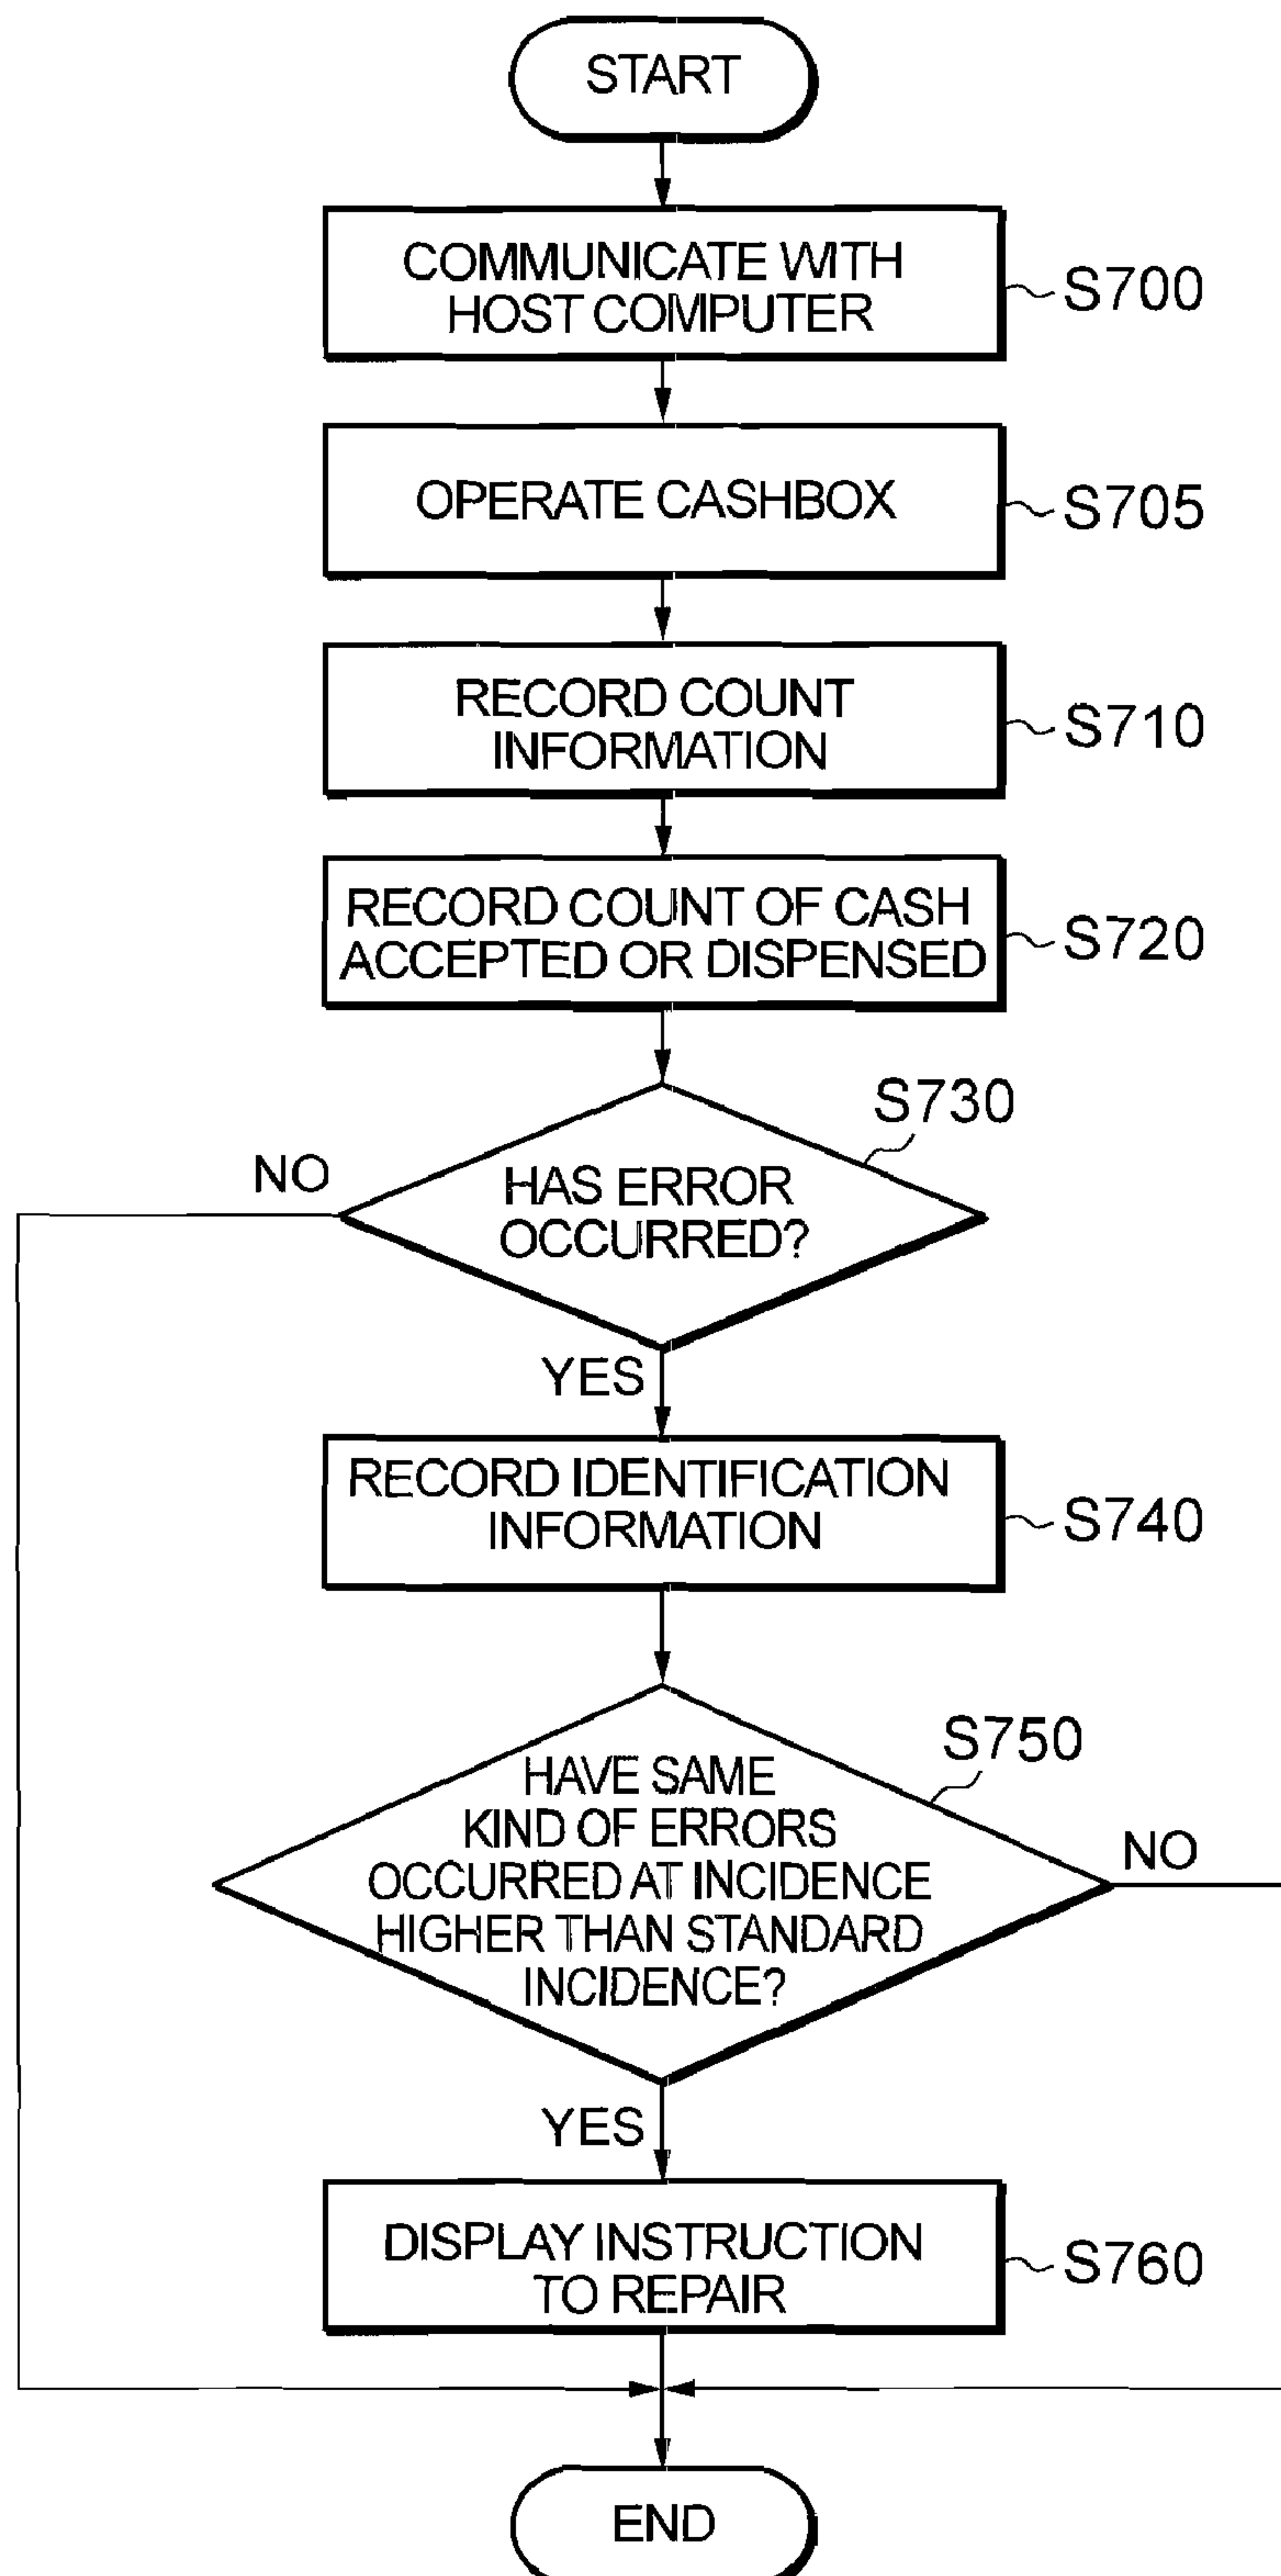 START
COMMUNICATE WITH
HOST COMPUTER
S700
OPERATE CASHBOX
S705
RECORD COUNT
INFORMATION
S710
RECORD COUNT OF CASH
ACCEPTED OR DISPENSED
S720
S730
NO
HAS ERROR
OCCURRED?
YES
RECORD IDENTIFICATION
INFORMATION
S740
S750
HAVE SAME
KIND OF ERRORS
OCCURRED AT INCIDENCE
HIGHER THAN STANDARD
INCIDENCE?
NO
YES
DISPLAY INSTRUCTION
TO REPAIR
S760
END